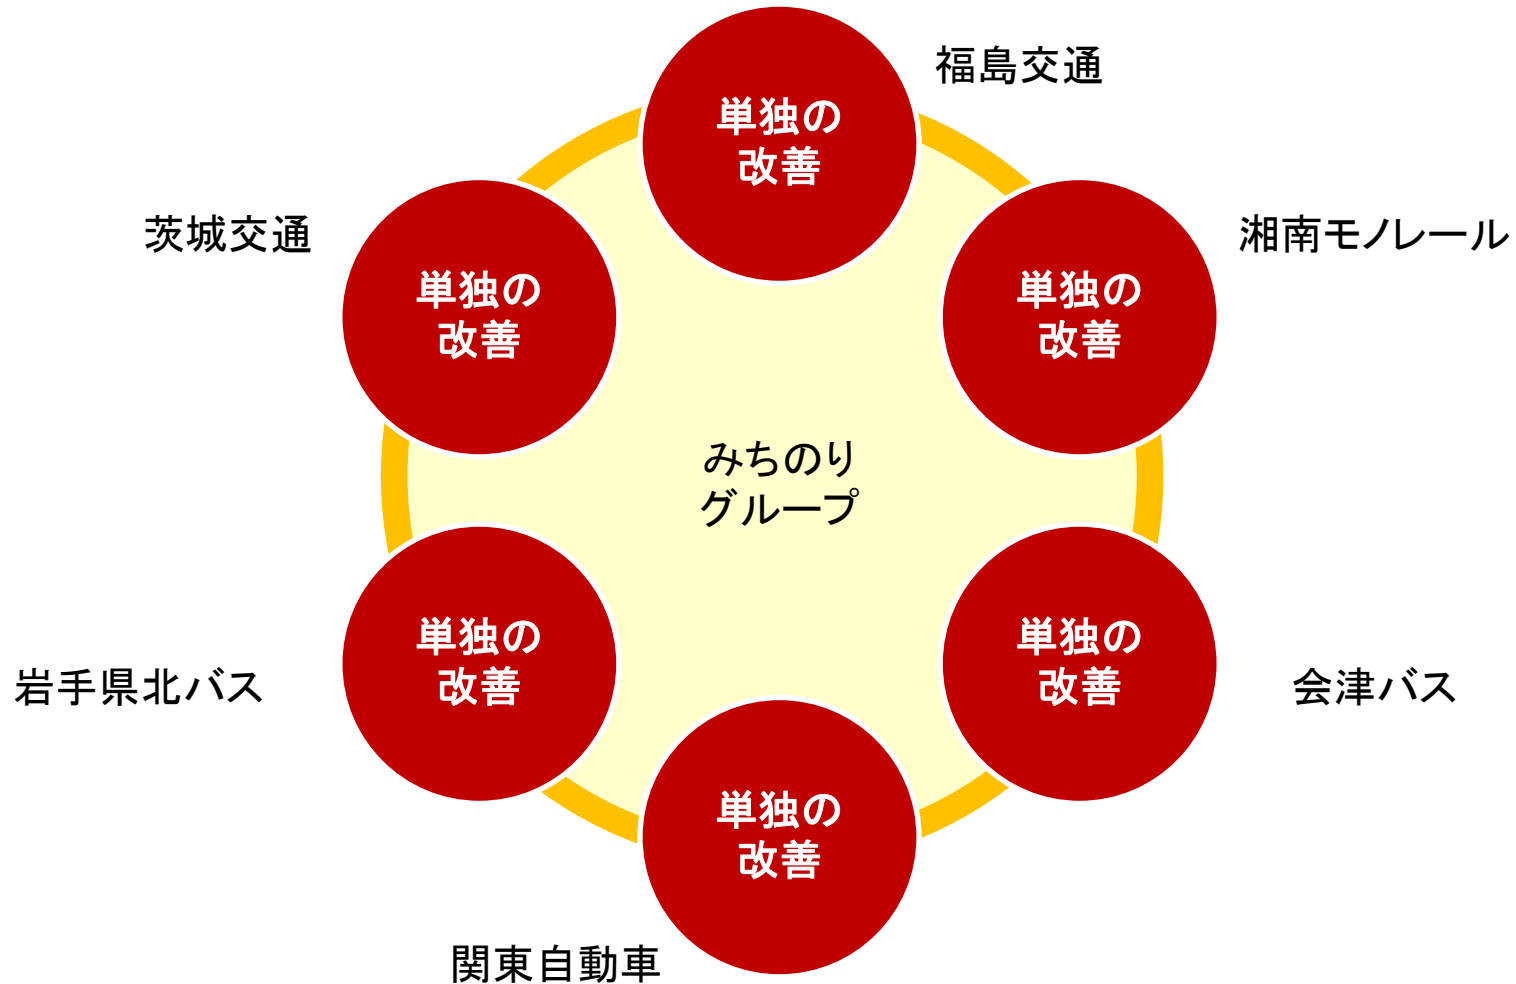 福島交通
単独の
改善
茨城交通
単独の
改善
湘南モノレール
単独の
改善
みちのり
グループ
岩手県北バス
単独の
改善
会津バス
単独の
改善
関東自動車
単独の
改善